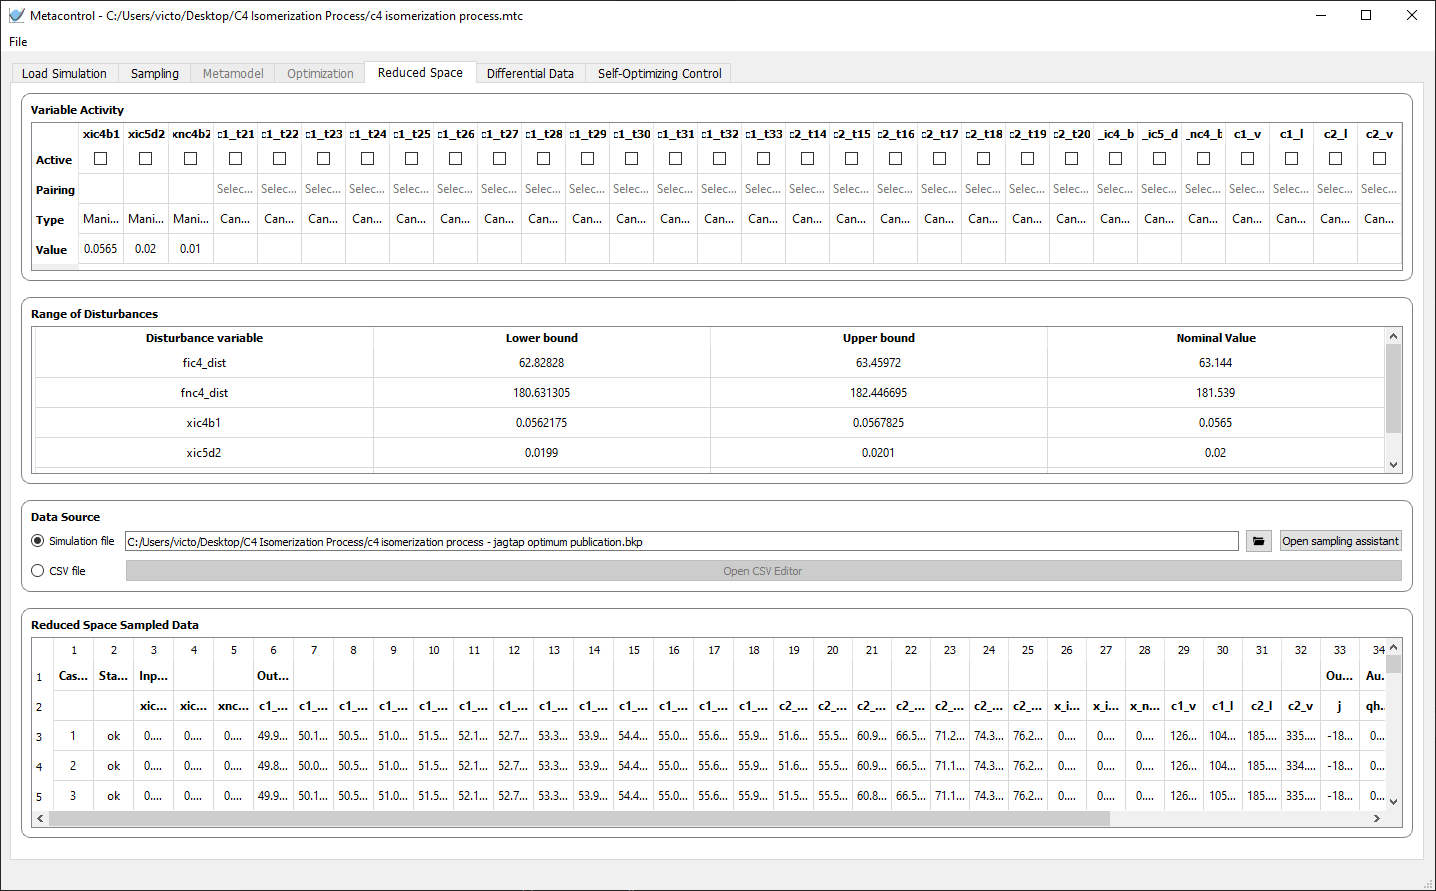 Metacontrol - C:/Users/victo/Desktop/C4 Isomerization Process/c4 isomerization process.mtc
File
Load Simulation Sampling Metamodel Optimization Reduced Space Differential Data Self-Optimizing Control
Variable Activity
xic4b1 xic5d2 xnc4b2 c1_t21 c1_t22 c1_t23 c1_t24 c1_t25 c1_t26 c1_t27 c1_t28 c1_t29 c1_t30 c1_t31 c1_t32 c1_t33 c2_t14 c2_t15 c2_t16 c2_t17 c2_t18 c2_t19 c2_t20 _ic4_b _ic5_d _nc4_b c1_v c1_l c2_l c2_v
Active
Pairing Selec... Selec... Selec... Selec... Selec... Selec... Selec... Selec... Selec... Selec... Selec... Selec... Selec... Selec... Selec... Selec... Selec... Selec... Selec... Selec... Selec... Selec... Selec... Selec... Selec... Selec... Selec...
Type Mani... Mani... Mani... Can... Can... Can... Can... Can... Can... Can... Can... Can... Can... Can... Can... Can... Can... Can... Can... Can... Can... Can... Can... Can... Can... Can... Can... Can... Can... Can...
Value 0.0565 0.02 0.01
Range of Disturbances
Disturbance variable Lower bound Upper bound Nominal Value
fic4_dist 62.82828 63.45972 63.144
fnc4_dist 180.631305 182.446695 181.539
xic4b1 0.0562175 0.0567825 0.0565
xic5d2 0.0199 0.0201 0.02
Data Source
Simulation file C:/Users/victo/Desktop/C4 Isomerization Process/c4 isomerization process - jagtap optimum publication.bkp Open sampling assistant
CSV file Open CSV Editor
Reduced Space Sampled Data
1 2 3 4 5 6 7 8 9 10 11 12 13 14 15 16 17 18 19 20 21 22 23 24 25 26 27 28 29 30 31 32 33 34
1 Cas... Sta... Inp... Out... Ou... Au.
2 xic... xic... xnc... c1_... c1_... c1_... c1_... c1_... c1_... c1_... c1_... c1_... c1_... c1_... c1_... c1_... c2_... c2_... c2_... c2_... c2_... c2_... c2_... x_i... x_i... x_n... c1_v c1_l c2_l c2_v j qh.
3 1 ok 0.... 0.... 0.... 49.9... 50.1... 50.5... 51.0... 51.5... 52.1... 52.7... 53.3... 53.9... 54.4... 55.0... 55.6... 55.9... 51.6... 55.5... 60.9... 66.5... 71.2... 74.3... 76.2... 0.... 0.... 0.... 126... 104... 185.... 335.... -18... 0...
4 2 ok 0.... 0.... 0.... 49.8... 50.0... 50.5... 51.0... 51.5... 52.1... 52.7... 53.3... 53.9... 54.4... 55.0... 55.6... 55.9... 51.6... 55.5... 60.9... 66.5... 71.1... 74.3... 76.2... 0.... 0.... 0.... 126... 104... 185.... 334.... -18... 0...
5 3 ok 0.... 0.... 0.... 49.9... 50.1... 50.5... 51.0... 51.5... 52.1... 52.7... 53.3... 53.9... 54.4... 55.0... 55.6... 55.9... 51.5... 55.5... 60.8... 66.5... 71.1... 74.3... 76.2... 0.... 0.... 0.... 126... 105... 185.... 335.... -18... 0...